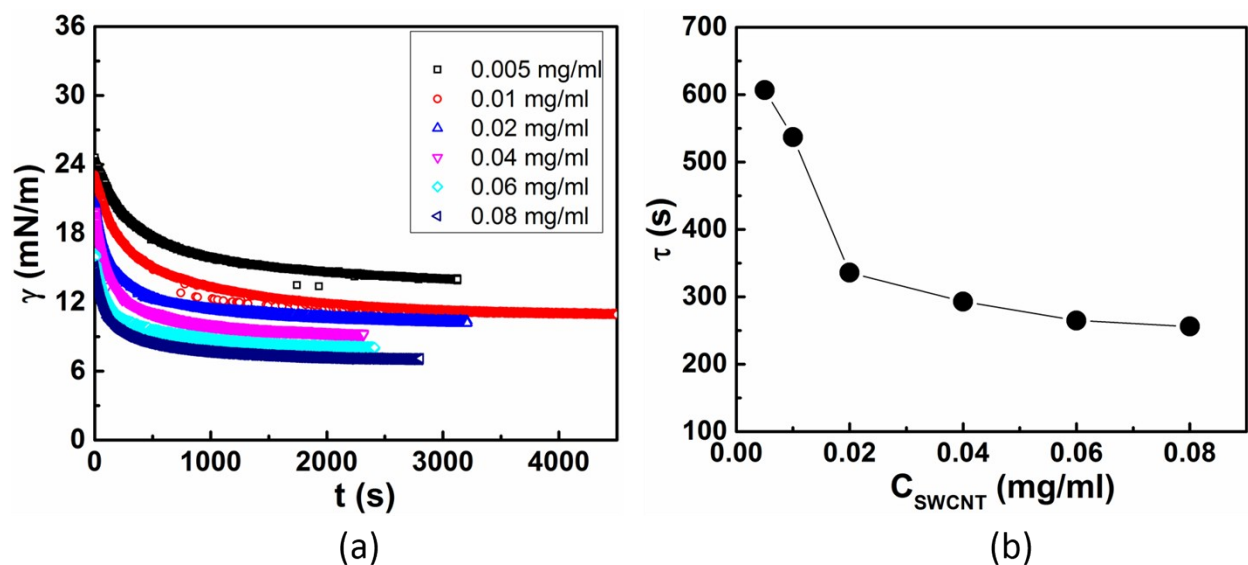 36
30
24
18
12
6
0
γ (mN/m)
0.005 mg/ml
0.01 mg/ml
0.02 mg/ml
0.04 mg/ml
0.06 mg/ml
0.08 mg/ml
0 1000 2000 3000 4000
t (s)
(a)
700
600
500
400
300
200
100
τ (s)
0.00 0.02 0.04 0.06 0.08
C_SWCNT (mg/ml)
(b)